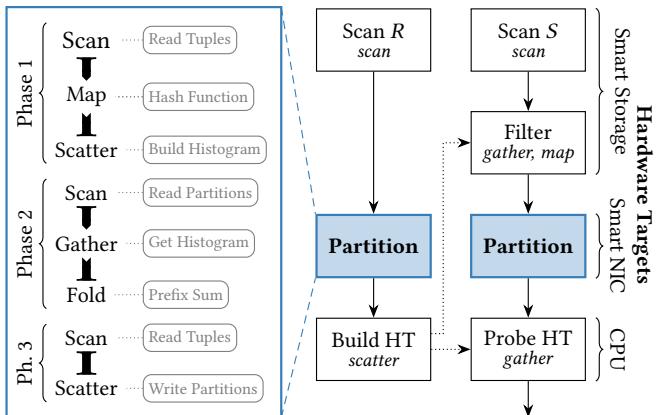 Phase 1
Scan
Read Tuples
Map
Hash Function
Scatter
Build Histogram
Phase 2
Scan
Read Partitions
Gather
Get Histogram
Fold
Prefix Sum
Ph. 3
Scan
Read Tuples
Scatter
Write Partitions
Scan R
scan
Partition
Build HT
scatter
Scan S
scan
Filter
gather, map
Partition
Probe HT
gather
Smart Storage
Smart NIC
CPU
Hardware Targets